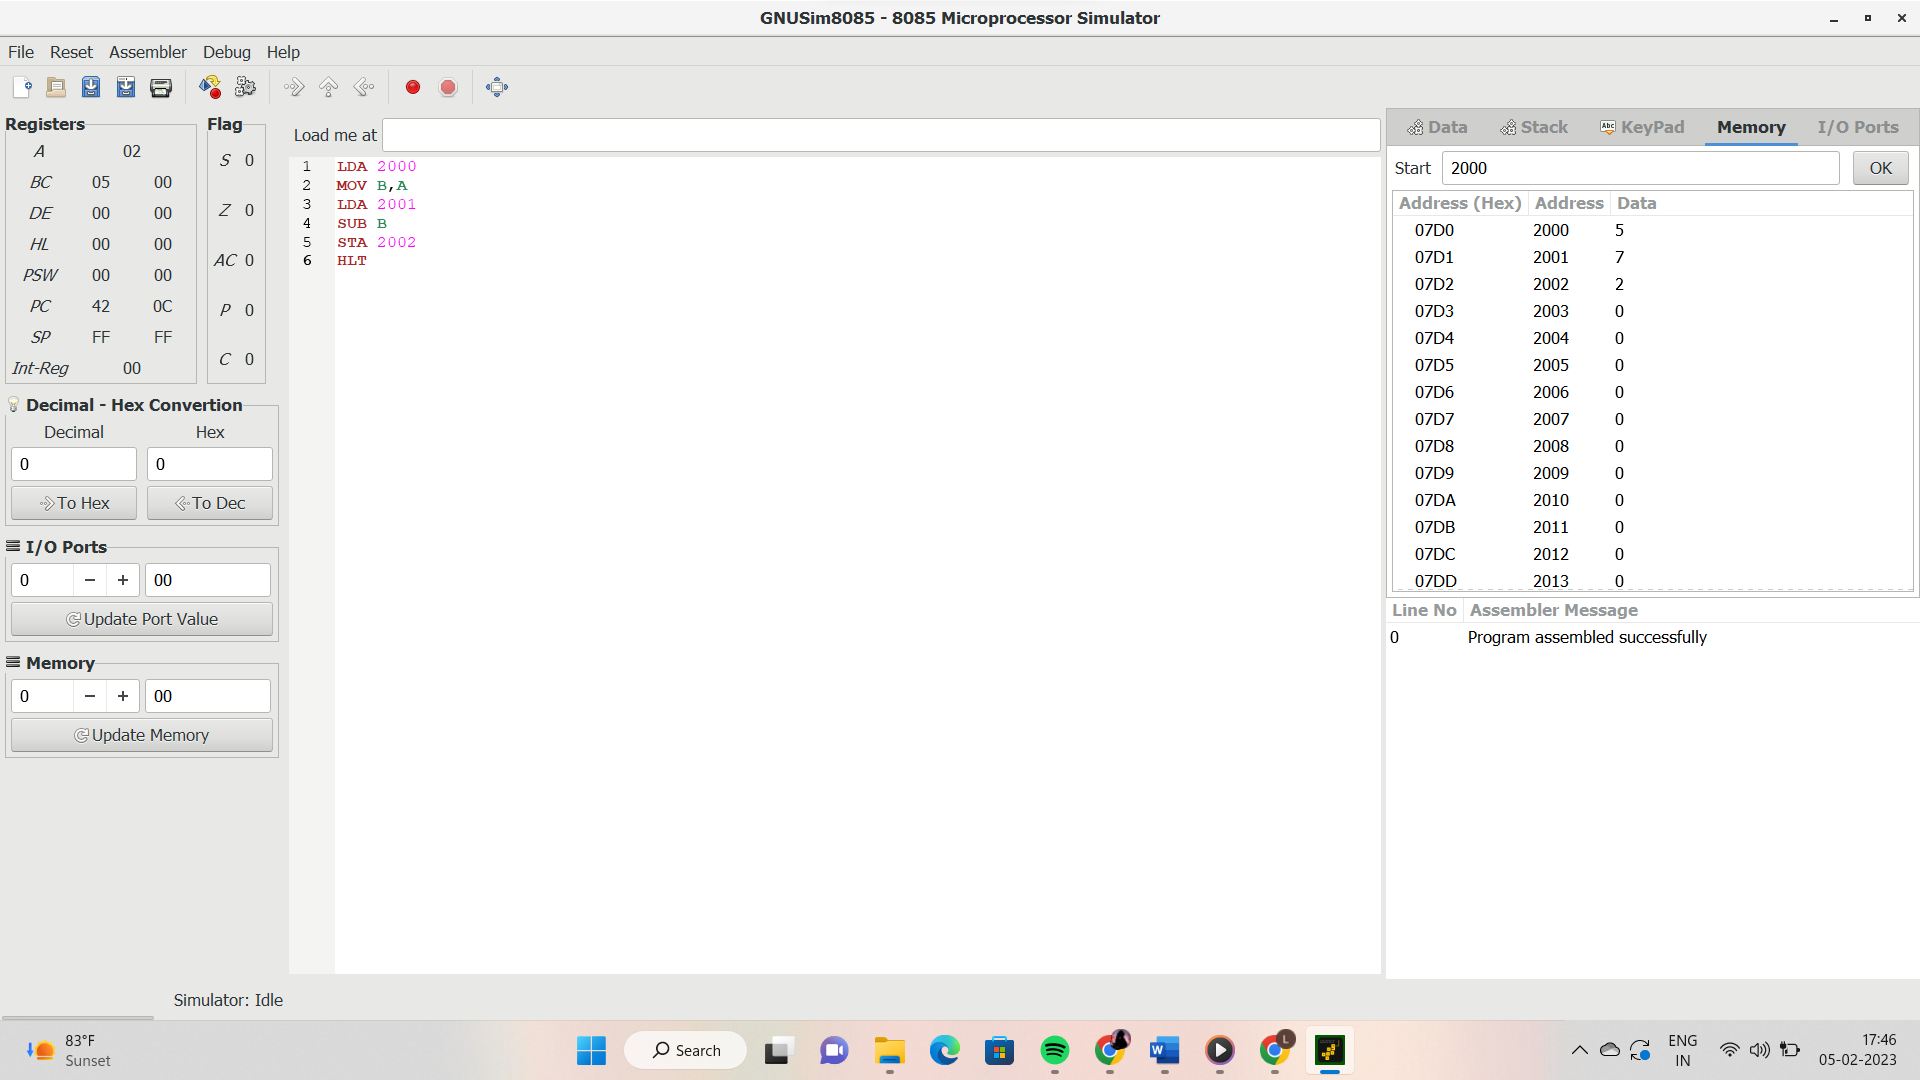 GNUSim8085 - 8085 Microprocessor Simulator
File Reset Assembler Debug Help
Registers
A 02
BC 05 00
DE 00 00
HL 00 00
PSW 00 00
PC 42 0C
SP FF FF
Int-Reg 00
Flag
S 0
Z 0
AC 0
P 0
C 0
Decimal - Hex Convertion
Decimal Hex
0 0
To Hex To Dec
I/O Ports
0 − + 00
Update Port Value
Memory
0 − + 00
Update Memory
Load me at
1 LDA 2000
2 MOV B,A
3 LDA 2001
4 SUB B
5 STA 2002
6 HLT
Data Stack Abc KeyPad Memory I/O Ports
Start 2000 OK
Address (Hex) Address Data
07D0 2000 5
07D1 2001 7
07D2 2002 2
07D3 2003 0
07D4 2004 0
07D5 2005 0
07D6 2006 0
07D7 2007 0
07D8 2008 0
07D9 2009 0
07DA 2010 0
07DB 2011 0
07DC 2012 0
07DD 2013 0
Line No Assembler Message
0 Program assembled successfully
Simulator: Idle
83°F
Sunset
Search
W
L
ENG
IN
17:46
05-02-2023